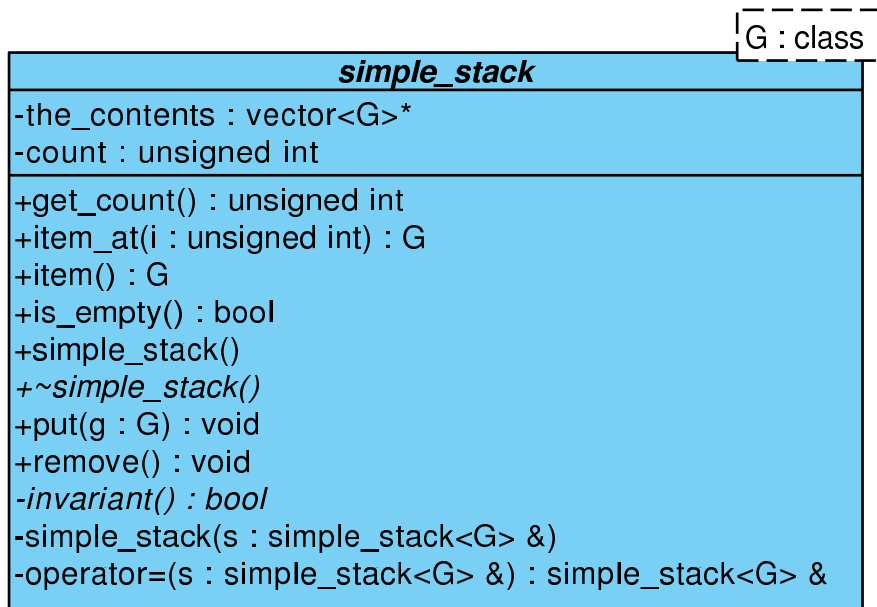 G : class
simple_stack
-the_contents : vector<G>*
-count : unsigned int
+get_count() : unsigned int
+item_at(i : unsigned int) : G
+item() : G
+is_empty() : bool
+simple_stack()
+~simple_stack()
+put(g : G) : void
+remove() : void
-invariant() : bool
-simple_stack(s : simple_stack<G> &)
-operator=(s : simple_stack<G> &) : simple_stack<G> &